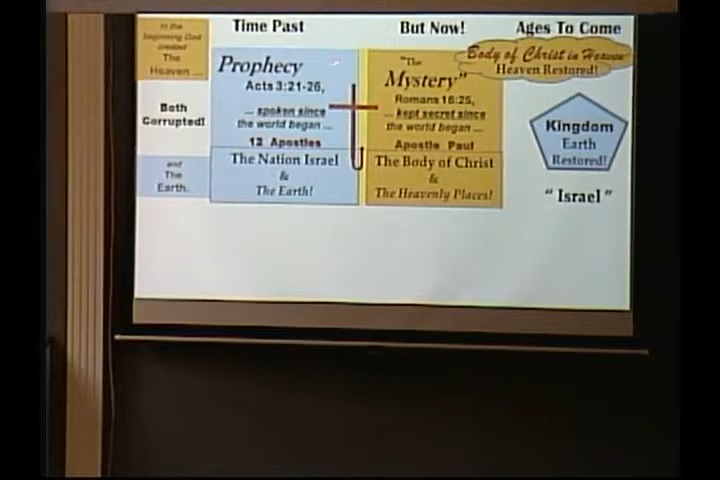 Time Past
But Now!
Ages To Come
In the
beginning God
created
The
Heaven ...
Both
Corrupted!
and
The
Earth.
Prophecy
Acts 3:21-26,
... spoken since
the world began ...
12 Apostles
The Nation Israel
&
The Earth!
"The
Mystery"
Romans 16:25,
... kept secret since
the world began ...
Apostle Paul
The Body of Christ
&
The Heavenly Places!
Body of Christ in Heaven
Heaven Restored!
Kingdom
Earth
Restored!
" Israel "